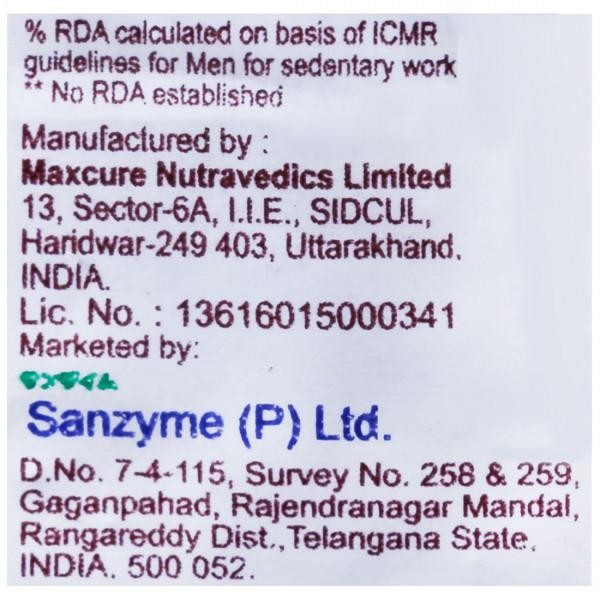 % RDA calculated on basis of ICMR
guidelines for Men for sedentary work
** No RDA established
Manufactured by :
Maxcure Nutravedics Limited
13, Sector-6A, I.I.E., SIDCUL,
Haridwar-249 403, Uttarakhand.
INDIA.
Lic. No. : 13616015000341
Marketed by:
Sanzyme (P) Ltd.
D.No. 7-4-115, Survey No. 258 & 259,
Gaganpahad, Rajendranagar Mandal,
Rangareddy Dist.,Telangana State,
INDIA. 500 052.